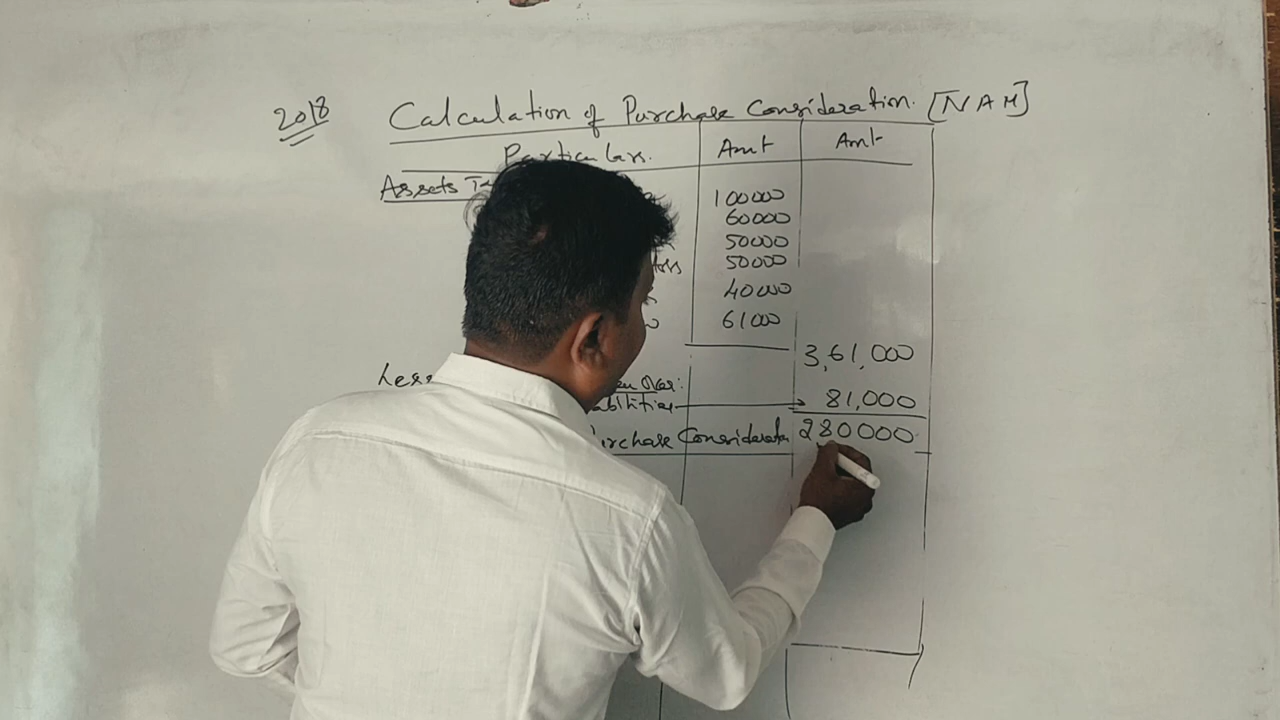 2018 Calculation of Purchase Consideration. [NAM]
Particulars. Amt Amt
Assets
100000
60000
50000
50000
40000
61000
3,61,000
Less
81,000
Purchase Consideration 280000